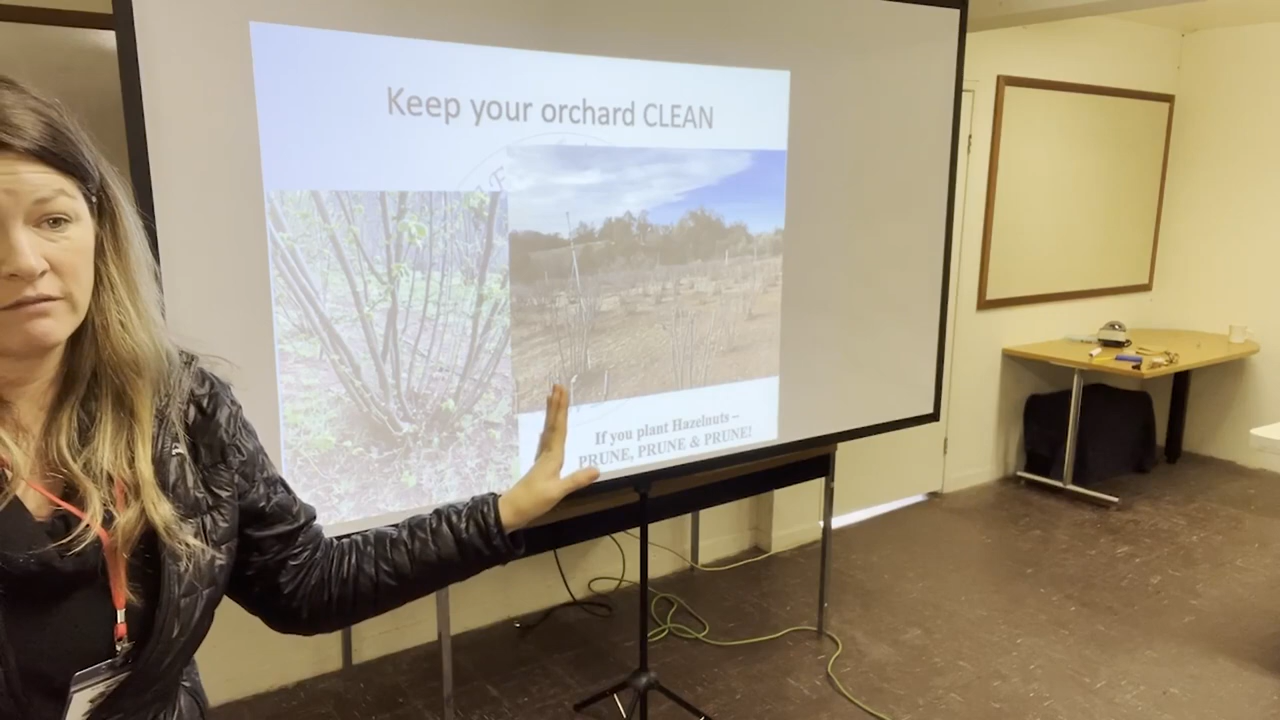 Keep your orchard CLEAN
If you plant Hazelnuts –
PRUNE, PRUNE & PRUNE!